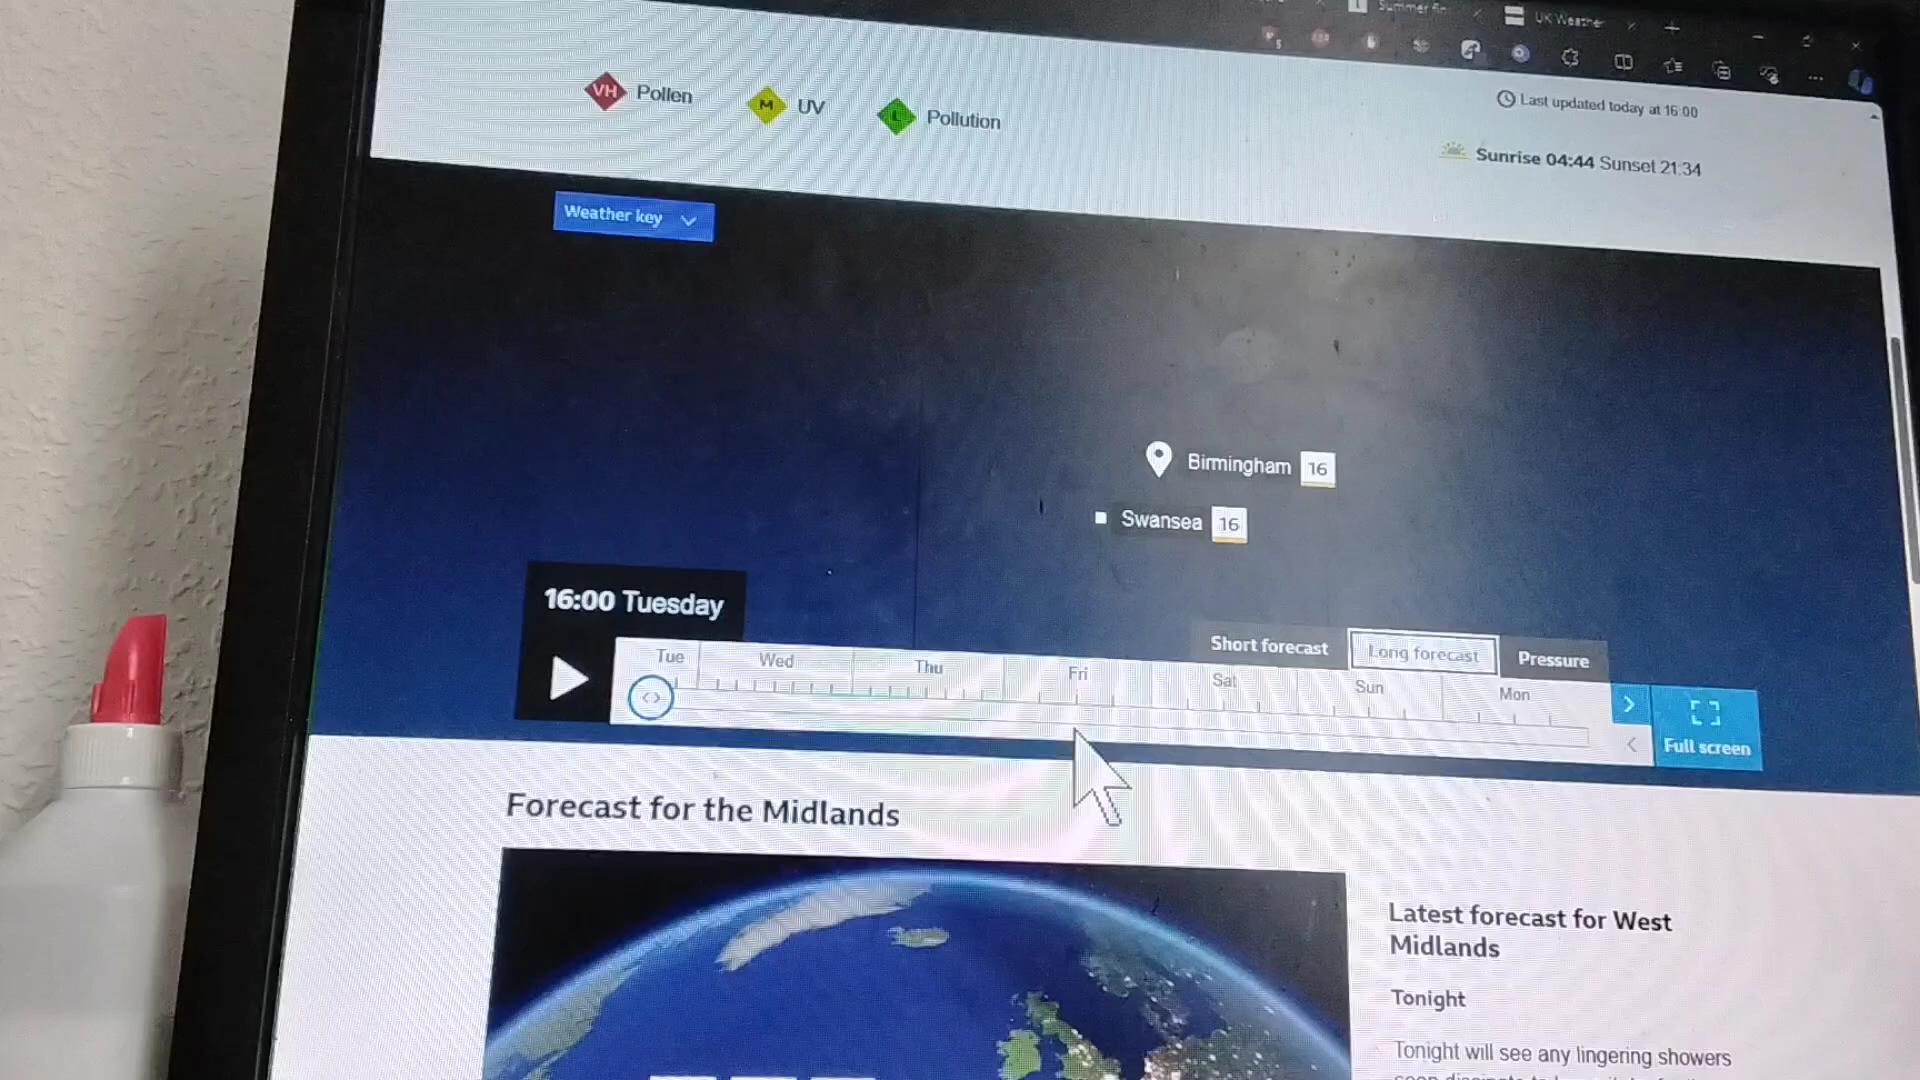 UK Weathe
VH Pollen
M UV
L Pollution
Last updated today at 16:00
Sunrise 04:44 Sunset 21:34
Weather key
Birmingham 16
Swansea 16
16:00 Tuesday
Short forecast Long forecast Pressure
Tue Wed Thu Fri Sat Sun Mon
Full screen
Forecast for the Midlands
Latest forecast for West
Midlands
Tonight
Tonight will see any lingering showers